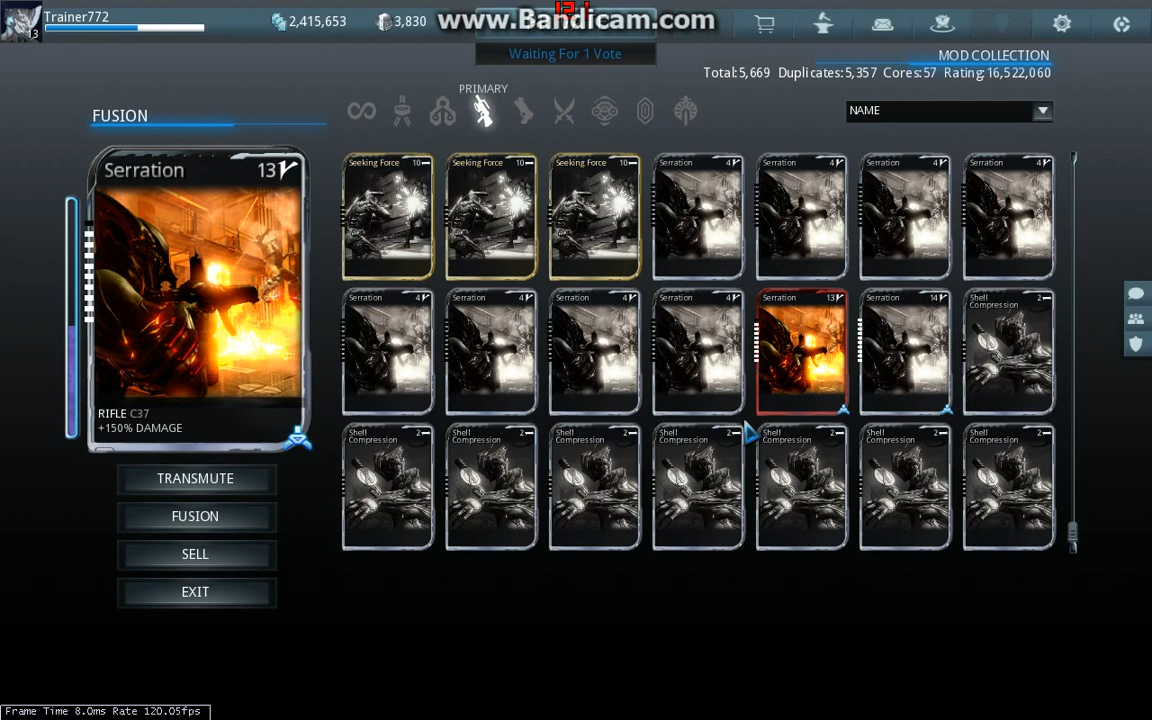 Trainer772
13
2,415,653
3,830
www.Bandicam.com
Waiting For 1 Vote
MOD COLLECTION
Total:5,669 Duplicates:5,357 Cores:57 Rating:16,522,060
PRIMARY
NAME
FUSION
Serration 13
RIFLE C37
+150% DAMAGE
TRANSMUTE
FUSION
SELL
EXIT
Seeking Force 10
Seeking Force 10
Seeking Force 10
Serration 4
Serration 4
Serration 4
Serration 4
Serration 4
Serration 4
Serration 4
Serration 4
Serration 13
Serration 14
Shell 2
Compression
Shell 2
Compression
Shell 2
Compression
Shell 2
Compression
Shell 2
Compression
Shell 2
Compression
Shell 2
Compression
Shell 2
Compression
Frame Time 8.0ms Rate 120.05fps